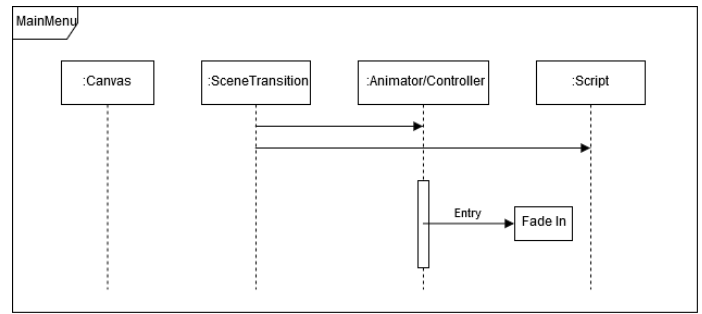 MainMenu
:Canvas
:SceneTransition
:Animator/Controller
:Script
Entry
Fade In